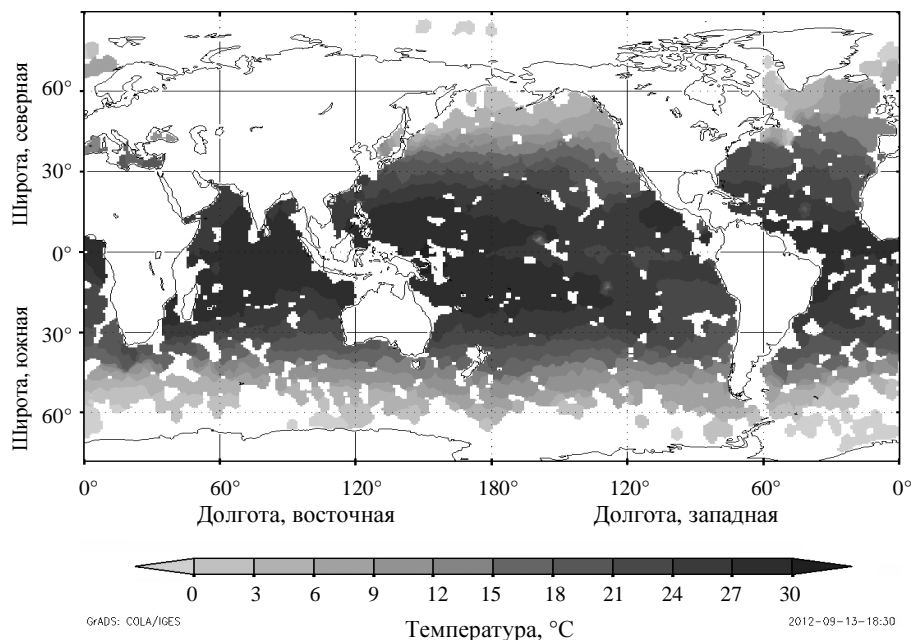 Широта, северная
Широта, южная
60°
30°
0°
30°
60°
0° 60° 120° 180° 120° 60° 0°
Долгота, восточная Долгота, западная
0 3 6 9 12 15 18 21 24 27 30
GrADS: COLA/IGES Температура, °C 2012-09-13-18:30